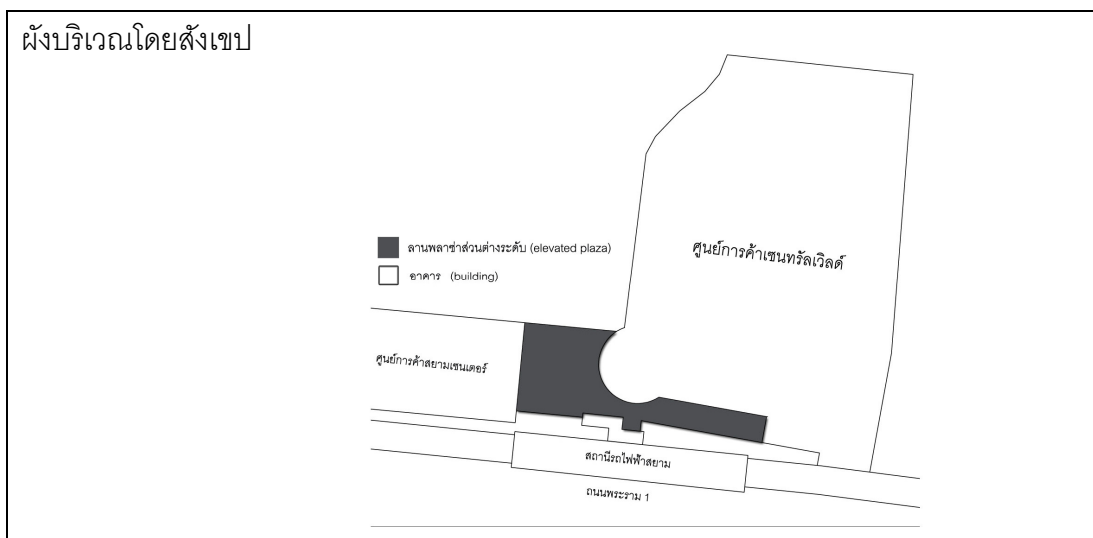 ผังบริเวณโดยสังเขป
ลานพลาซ่าส่วนต่างระดับ (elevated plaza)
อาคาร (building)
ศูนย์การค้าเซนทรัลเวิลด์
ศูนย์การค้าสยามเซนเตอร์
สถานีรถไฟฟ้าสยาม
ถนนพระราม 1